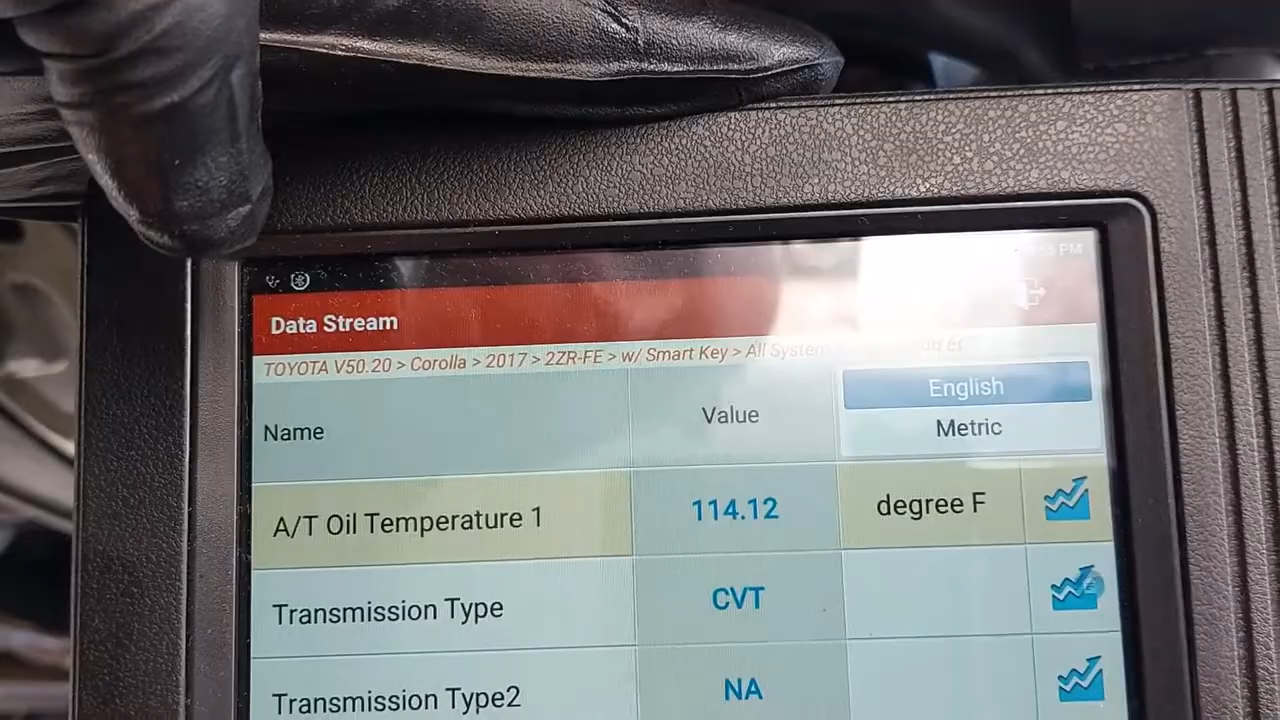 PM
Data Stream
TOYOTA V50.20 > Corolla > 2017 > 2ZR-FE > w/ Smart Key > All System
Name
Value
English
Metric
A/T Oil Temperature 1
114.12
degree F
Transmission Type
CVT
Transmission Type2
NA